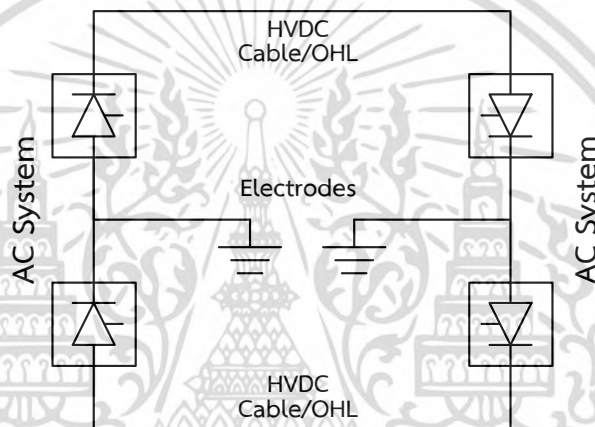 HVDC
Cable/OHL
AC System
Electrodes
AC System
HVDC
Cable/OHL